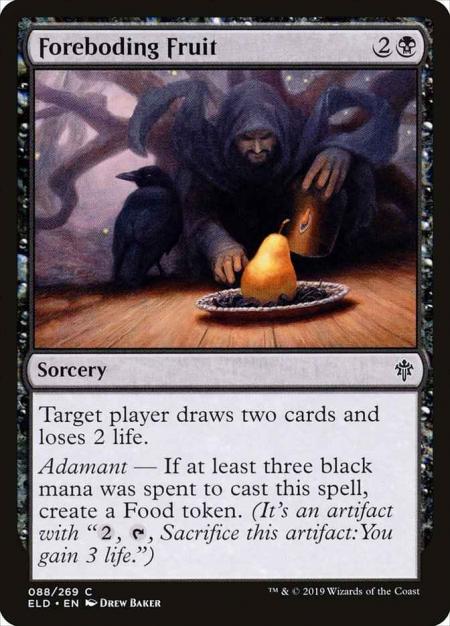 Foreboding Fruit 2
Sorcery
Target player draws two cards and
loses 2 life.
Adamant — If at least three black
mana was spent to cast this spell,
create a Food token. (It's an artifact
with “2, , Sacrifice this artifact:You
gain 3 life.”)
088/269 C
ELD • EN Drew Baker
™ & © 2019 Wizards of the Coast